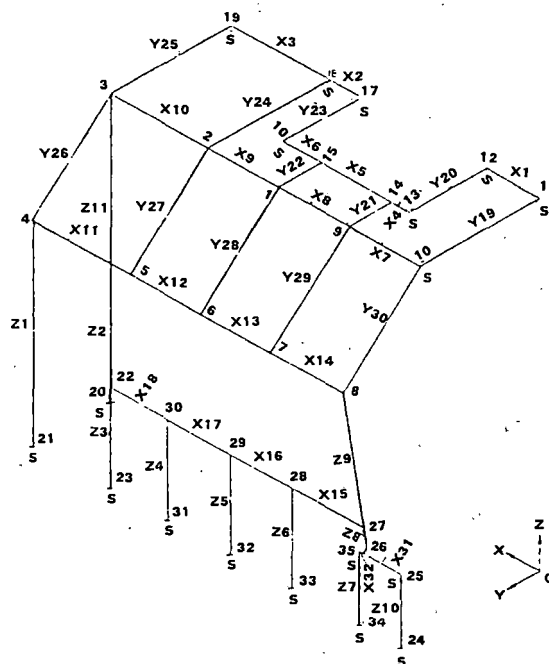 19
S
X3
Y25
3
Y24
IE
X2
S
17
Y23
S
X10
10
S
X6
15
X5
Y20
12
S
X1
1
S
2
X9
Y22
14
13
S
X4
Y21
Y19
Y26
1
X8
9
X7
10
S
4
X11
Z11
Y27
Y28
Y29
Y30
5
X12
6
X13
7
X14
8
Z1
Z2
22
20
X18
S
30
X17
Z3
21
S
29
X16
Z9
23
S
Z4
28
X15
31
S
Z5
Z6
27
Z8
32
S
33
S
35
26
S
X31
25
S
Z7
X32
Z10
34
S
24
S
Z
X
Y